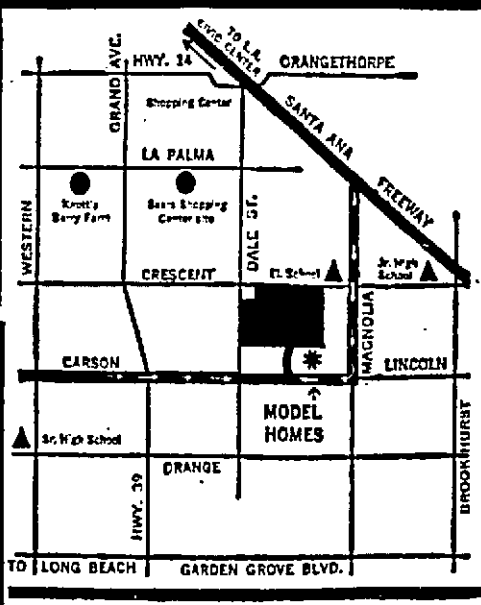 TO L.A.
CIVIC CENTER
HWY. 14
ORANGETHORPE
GRAND AVE.
Shopping Center
SANTA ANA
FREEWAY
LA PALMA
WESTERN
Knott's
Berry Farm
Sears Shopping
Center site
DALE ST.
El. School
Jr. High
School
CRESCENT
MAGNOLIA
CARSON
LINCOLN
MODEL
HOMES
Sr. High School
ORANGE
HWY. 39
BROOKHURST
TO LONG BEACH
GARDEN GROVE BLVD.